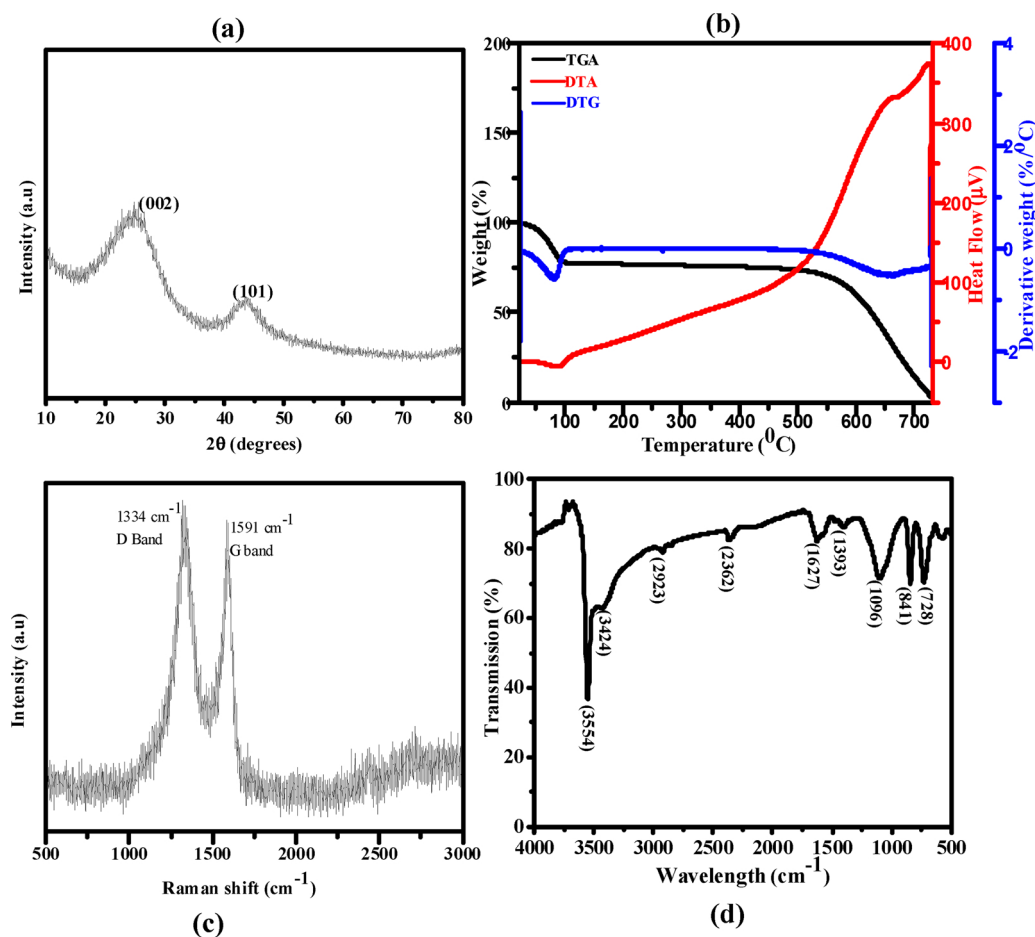 (a)
Intensity (a.u)
(002)
(101)
10 20 30 40 50 60 70 80
2θ (degrees)
(b)
200
150
100
50
0
Weight (%)
TGA
DTA
DTG
400
300
200
100
0
Heat Flow (μV)
4
2
0
-2
Derivative weight (%/⁰C)
100 200 300 400 500 600 700
Temperature (⁰C)
Intensity (a.u)
1334 cm⁻¹
D Band
1591 cm⁻¹
G band
500 1000 1500 2000 2500 3000
Raman shift (cm⁻¹)
(c)
100
80
60
40
20
0
Transmission (%)
(3554)
(3424)
(2923)
(2362)
(1627)
(1393)
(1096)
(841)
(728)
4000 3500 3000 2500 2000 1500 1000 500
Wavelength (cm⁻¹)
(d)